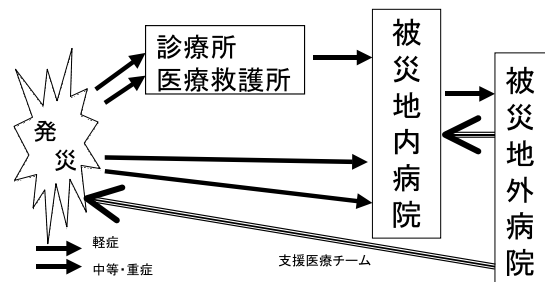 発
災
診療所
医療救護所
被災地内病院
被災地外病院
軽症
中等・重症
支援医療チーム